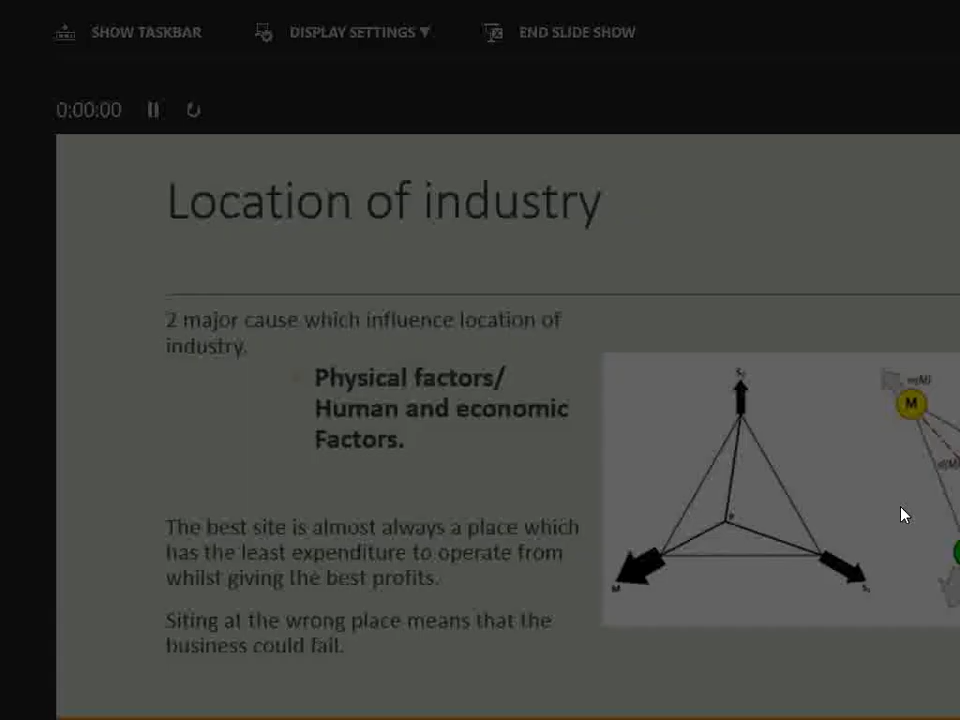 SHOW TASKBAR DISPLAY SETTINGS ▼ END SLIDE SHOW
0:00:00
Location of industry
2 major cause which influence location of
industry.
Physical factors/
Human and economic
Factors.
The best site is almost always a place which
has the least expenditure to operate from
whilst giving the best profits.
Siting at the wrong place means that the
business could fail.
S₂
P
M
S₁
m(M)
M